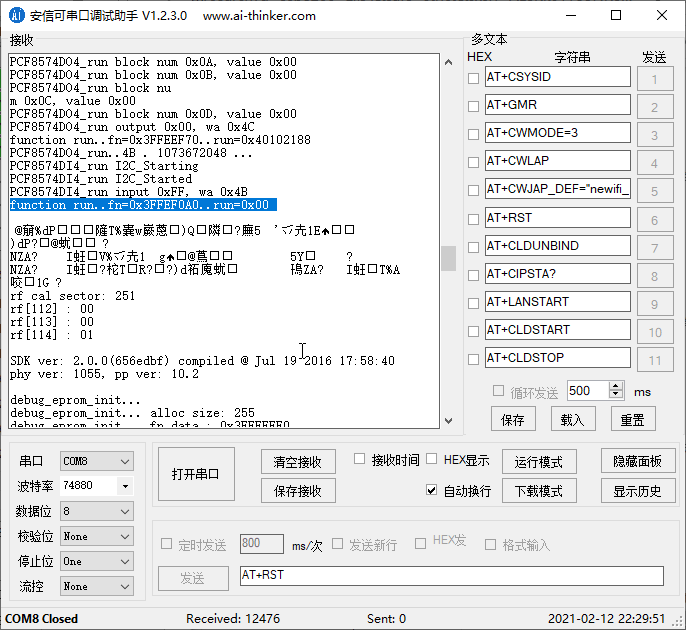 安信可串口调试助手 V1.2.3.0 www.ai-thinker.com
接收
PCF8574DO4_run block num 0x0A, value 0x00
PCF8574DO4_run block num 0x0B, value 0x00
PCF8574DO4_run block nu
m 0x0C, value 0x00
PCF8574DO4_run block num 0x0D, value 0x00
PCF8574DO4_run output 0x00, wa 0x4C
function run..fn=0x3FFEEF70..run=0x40102188
PCF8574DO4_run..4B . 1073672048 ...
PCF8574DI4_run I2C_Starting
PCF8574DI4_run I2C_Started
PCF8574DI4_run input 0xFF, wa 0x4B
function run..fn=0x3FFEF0A0..run=0x00
rf cal sector: 251
rf[112] : 00
rf[113] : 00
rf[114] : 01
SDK ver: 2.0.0(656edbf) compiled @ Jul 19 2016 17:58:40
phy ver: 1055, pp ver: 10.2
debug_eprom_init...
debug_eprom_init... alloc size: 255
多文本
HEX 字符串 发送
AT+CSYSID 1
AT+GMR 2
AT+CWMODE=3 3
AT+CWLAP 4
AT+CWJAP_DEF="newifi_ 5
AT+RST 6
AT+CLDUNBIND 7
AT+CIPSTA? 8
AT+LANSTART 9
AT+CLDSTART 10
AT+CLDSTOP 11
循环发送 500 ms
保存 载入 重置
串口 COM8
波特率 74880
数据位 8
校验位 None
停止位 One
流控 None
打开串口
清空接收 接收时间 HEX显示 运行模式 隐藏面板
保存接收 自动换行 下载模式 显示历史
定时发送 800 ms/次 发送新行 HEX发 格式输入
发送 AT+RST
COM8 Closed Received: 12476 Sent: 0 2021-02-12 22:29:51